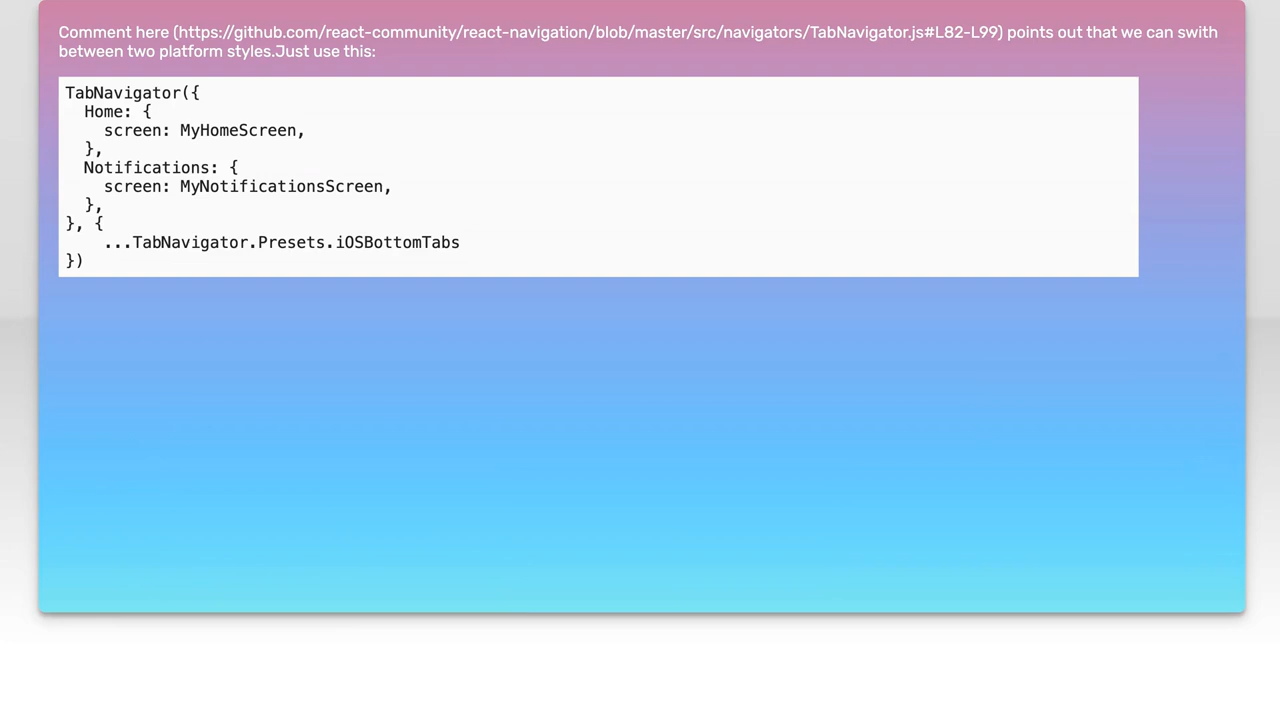 Comment here (https://github.com/react-community/react-navigation/blob/master/src/navigators/TabNavigator.js#L82-L99) points out that we can swith
between two platform styles.Just use this:
TabNavigator({
  Home: {
    screen: MyHomeScreen,
  },
  Notifications: {
    screen: MyNotificationsScreen,
  },
}, {
    ...TabNavigator.Presets.iOSBottomTabs
})